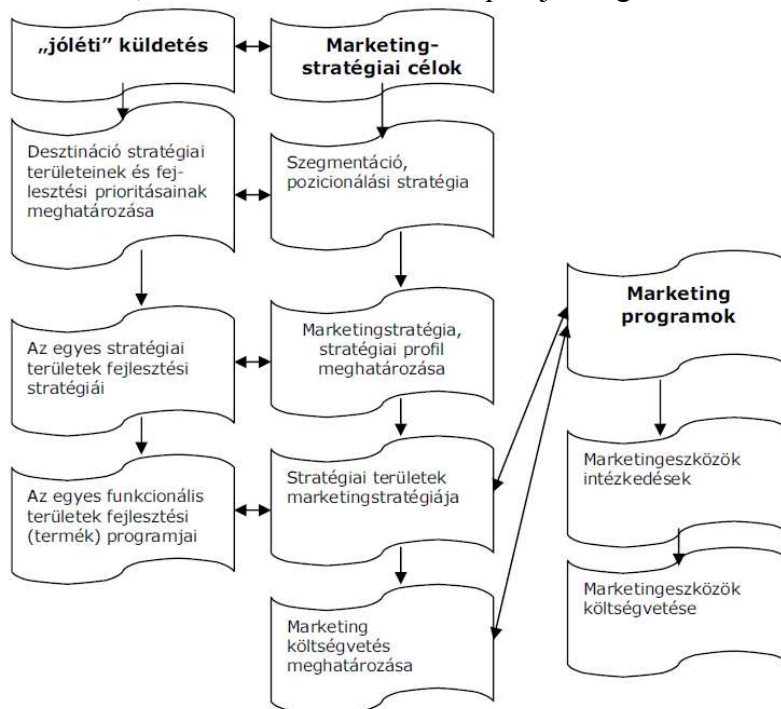 „jóléti” küldetés
Marketing-
stratégiai célok
Desztináció stratégiai
területeinek és fej-
lesztési prioritásainak
meghatározása
Szegmentáció,
pozicionálási stratégia
Az egyes stratégiai
területek fejlesztési
stratégiái
Marketingstratégia,
stratégiai profil
meghatározása
Az egyes funkcionális
területek fejlesztési
(termék) programjai
Stratégiai területek
marketingstratégiája
Marketing
költségvetés
meghatározása
Marketing
programok
Marketingeszközök
intézkedések
Marketingeszközök
költségvetése